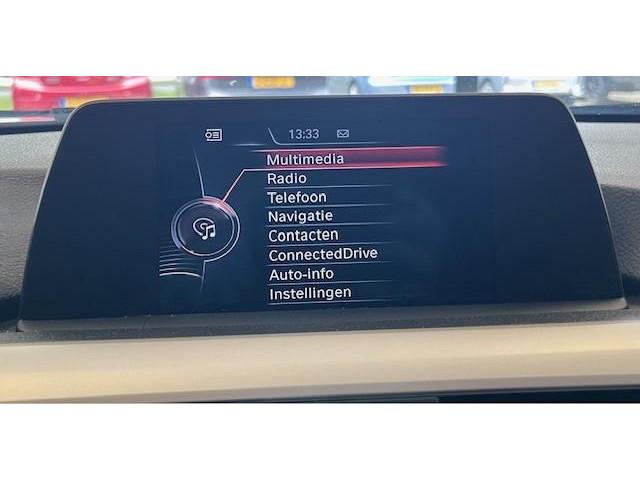 13:33
Multimedia
Radio
Telefoon
Navigatie
Contacten
ConnectedDrive
Auto-info
Instellingen